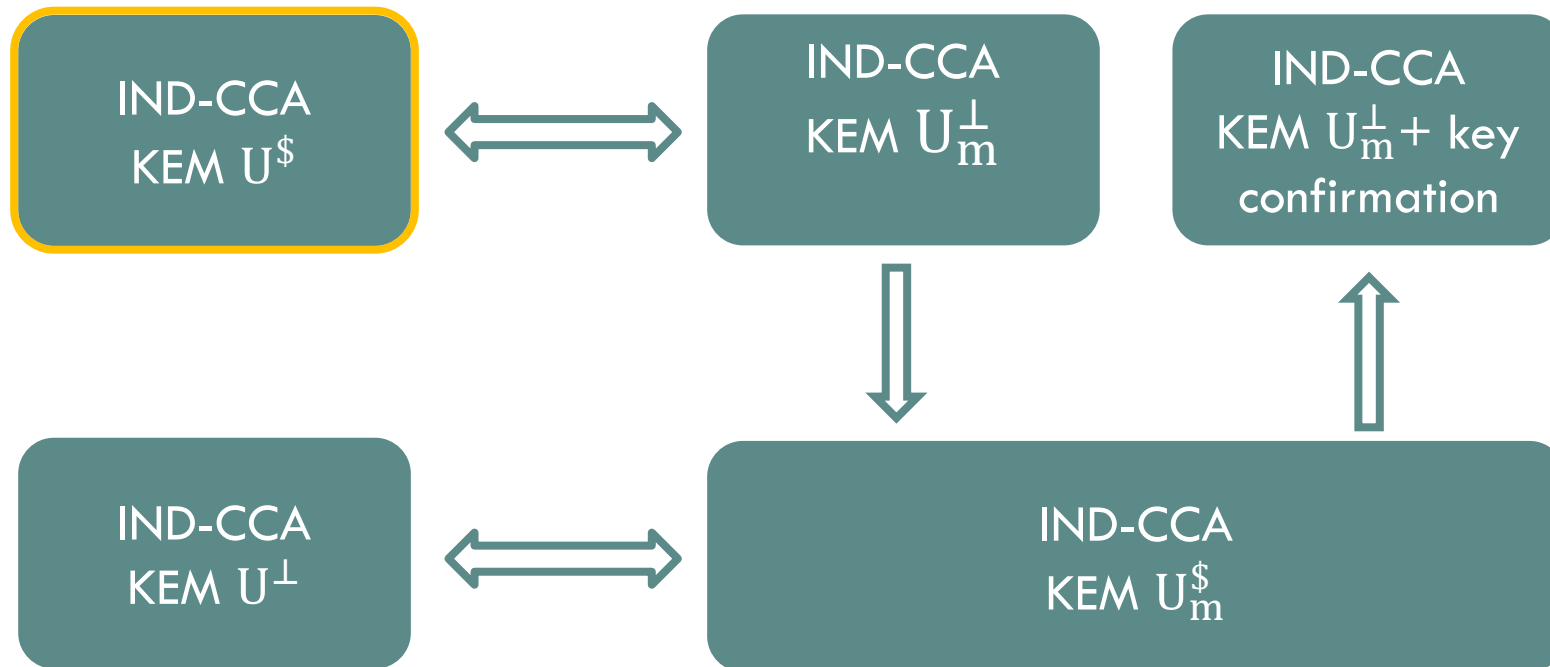 IND-CCA
KEM U$
IND-CCA
KEM U⊥m
IND-CCA
KEM U⊥m + key
confirmation
IND-CCA
KEM U⊥
IND-CCA
KEM U$m